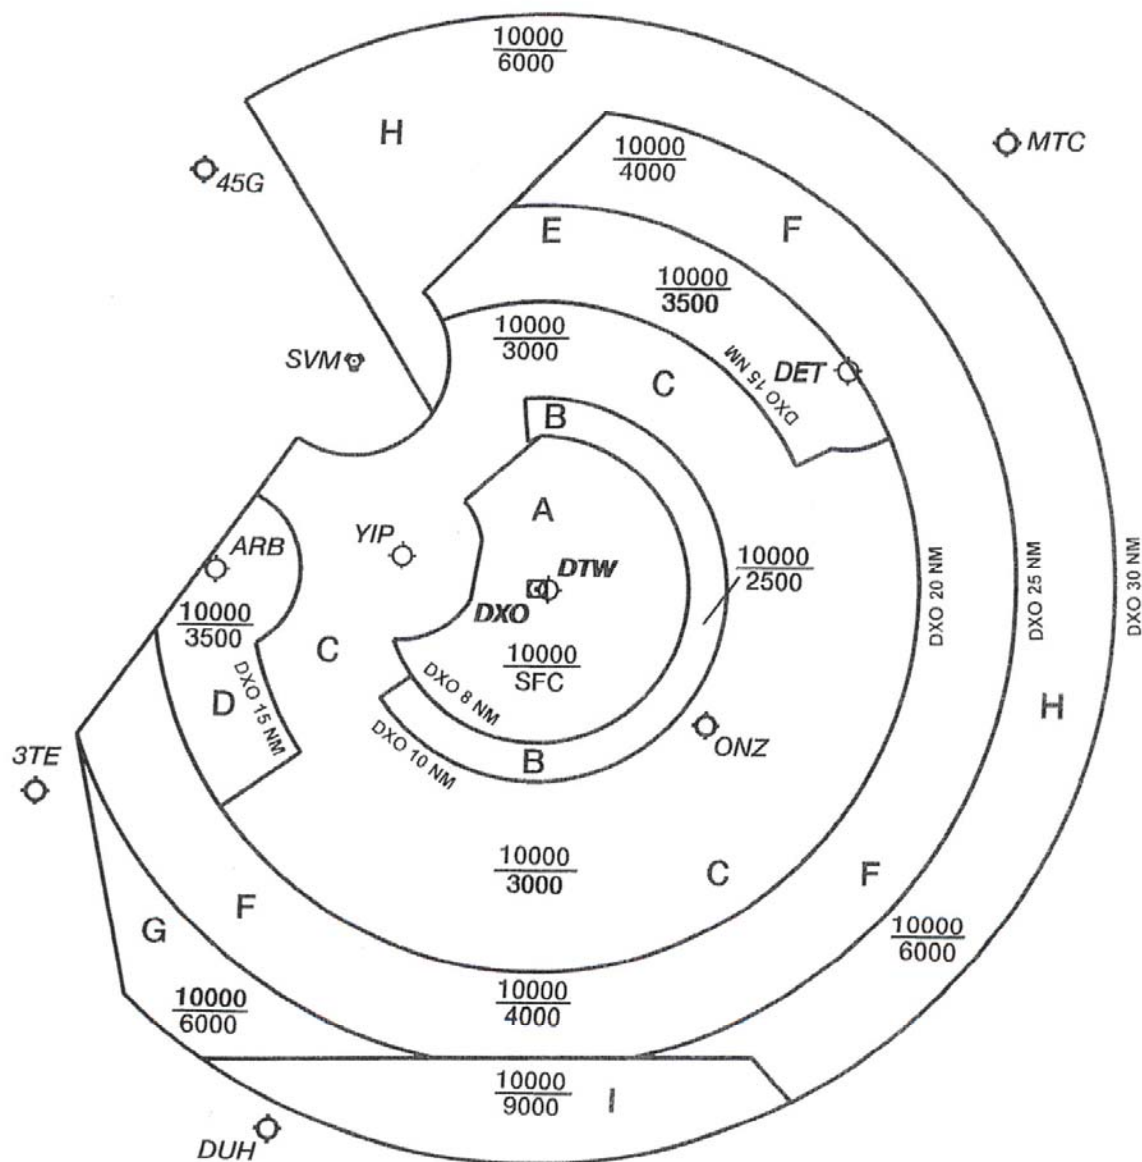 10000
6000
H
MTC
10000
4000
45G
F
E
10000
3500
10000
3000
SVM
C
DXO 15 NM
DET
B
A
YIP
ARB
10000
2500
DTW
DXO
10000
3500
C
10000
SFC
DXO 20 NM
DXO 25 NM
DXO 30 NM
D
DXO 15 NM
DXO 8 NM
DXO 10 NM
B
ONZ
H
3TE
10000
3000
C
F
F
G
10000
6000
10000
6000
10000
4000
10000
9000
I
DUH